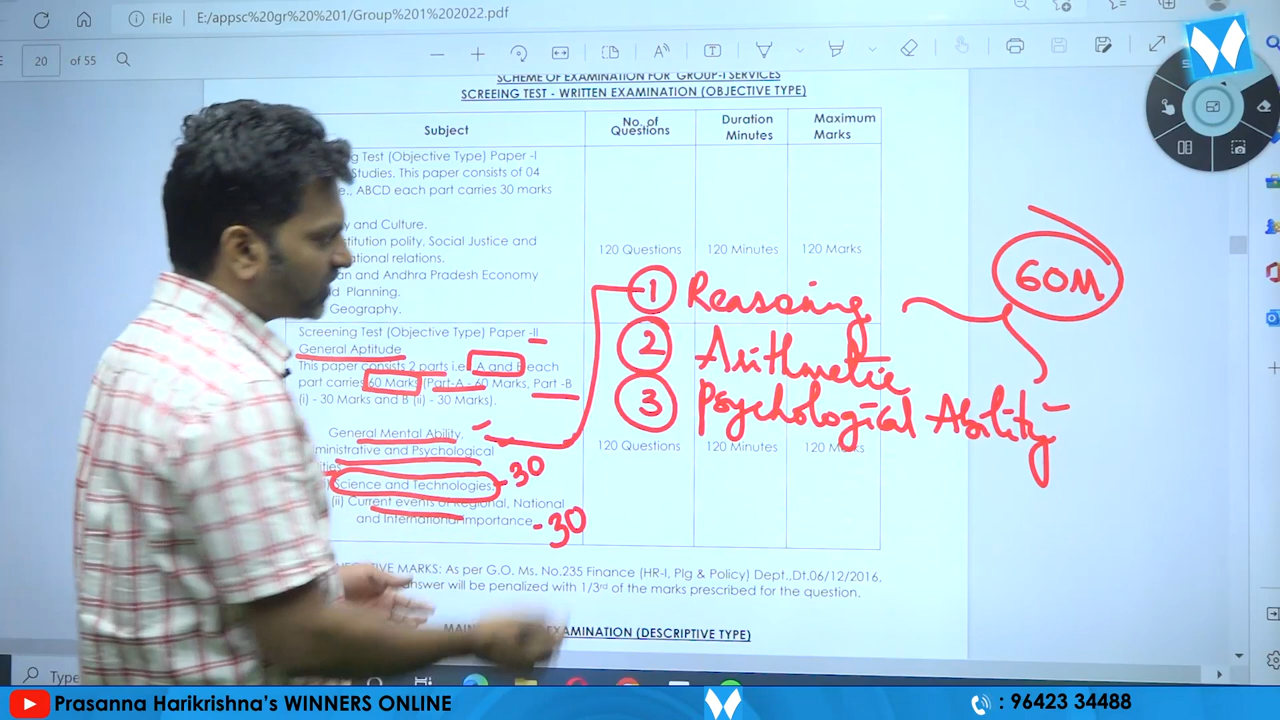 File
E:/appsc%20gr%20%201/Group%201%202022.pdf
20 of 55
SCHEME OF EXAMINATION FOR GROUP-I SERVICES
SCREEING TEST - WRITTEN EXAMINATION (OBJECTIVE TYPE)
Subject
No. of Questions
Duration Minutes
Maximum Marks
Test (Objective Type) Paper -I
Studies. This paper consists of 04
ABCD each part carries 30 marks
and Culture.
polity, Social Justice and
relations.
and Andhra Pradesh Economy
Planning.
Geography.
120 Questions
120 Minutes
120 Marks
Screening Test (Objective Type) Paper -II
General Aptitude
This paper consists 2 parts i.e. A and B each
part carries 60 Marks (Part-A - 60 Marks, Part -B
(i) - 30 Marks and B (ii) - 30 Marks).
General Mental Ability,
and Psychological
Science and Technologies.
(ii) Current events of Regional, National
and International importance
120 Questions
120 Minutes
120 Marks
-30
-30
1 Reasoning
2 Arithmetic
3 Psychological Ability
60M
MARKS: As per G.O. Ms. No.235 Finance (HR-I, Plg & Policy) Dept.,Dt.06/12/2016,
answer will be penalized with 1/3rd of the marks prescribed for the question.
EXAMINATION (DESCRIPTIVE TYPE)
Type
Prasanna Harikrishna's WINNERS ONLINE
: 96423 34488